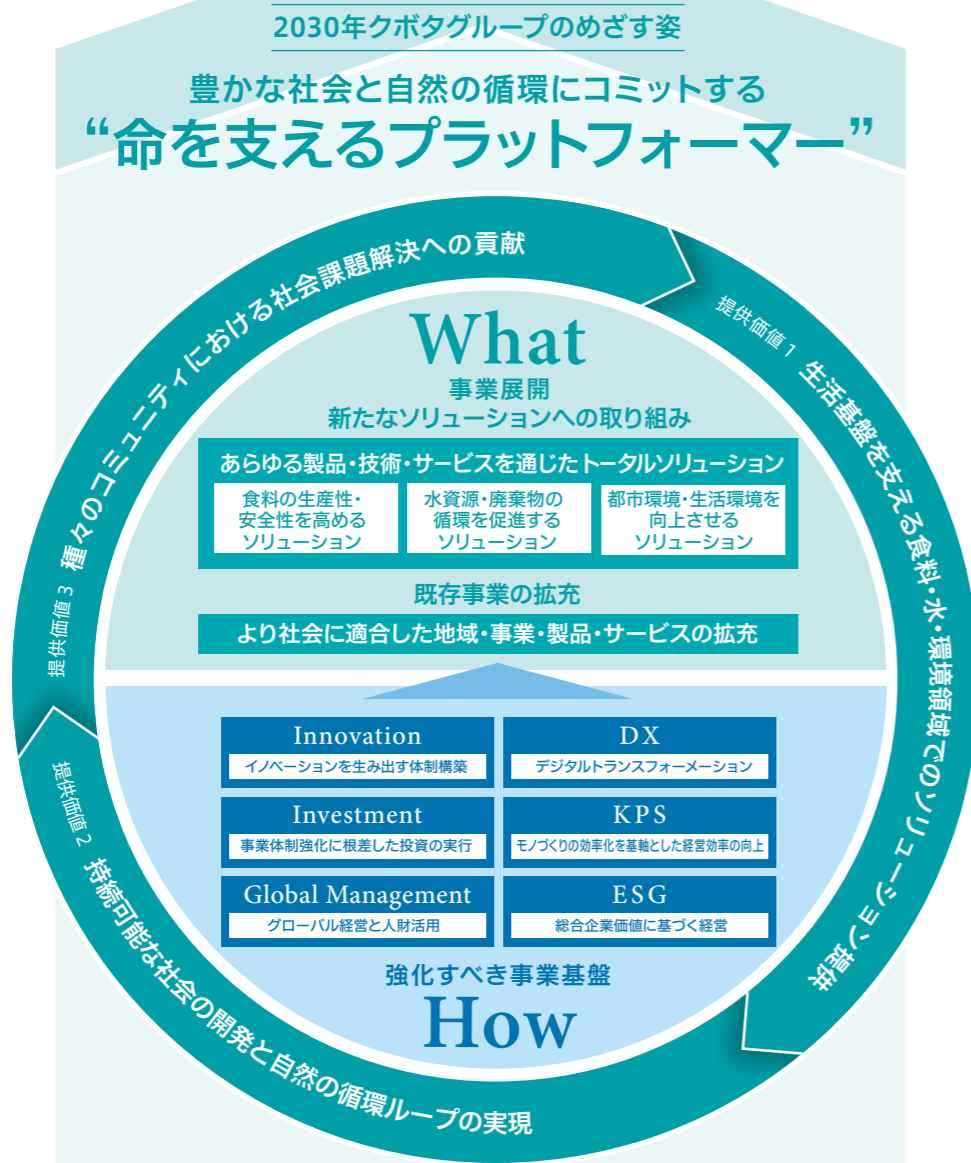 2030年クボタグループのめざす姿
豊かな社会と自然の循環にコミットする
“命を支えるプラットフォーマー”
提供価値1 生活基盤を支える食料・水・環境領域でのソリューション提供
提供価値2 持続可能な社会の開発と自然の循環ループの実現
提供価値3 種々のコミュニティにおける社会課題解決への貢献
What
事業展開
新たなソリューションへの取り組み
あらゆる製品・技術・サービスを通じたトータルソリューション
食料の生産性・
安全性を高める
ソリューション
水資源・廃棄物の
循環を促進する
ソリューション
都市環境・生活環境を
向上させる
ソリューション
既存事業の拡充
より社会に適合した地域・事業・製品・サービスの拡充
Innovation
イノベーションを生み出す体制構築
DX
デジタルトランスフォーメーション
Investment
事業体制強化に根差した投資の実行
KPS
モノづくりの効率化を基軸とした経営効率の向上
Global Management
グローバル経営と人財活用
ESG
総合企業価値に基づく経営
強化すべき事業基盤
How